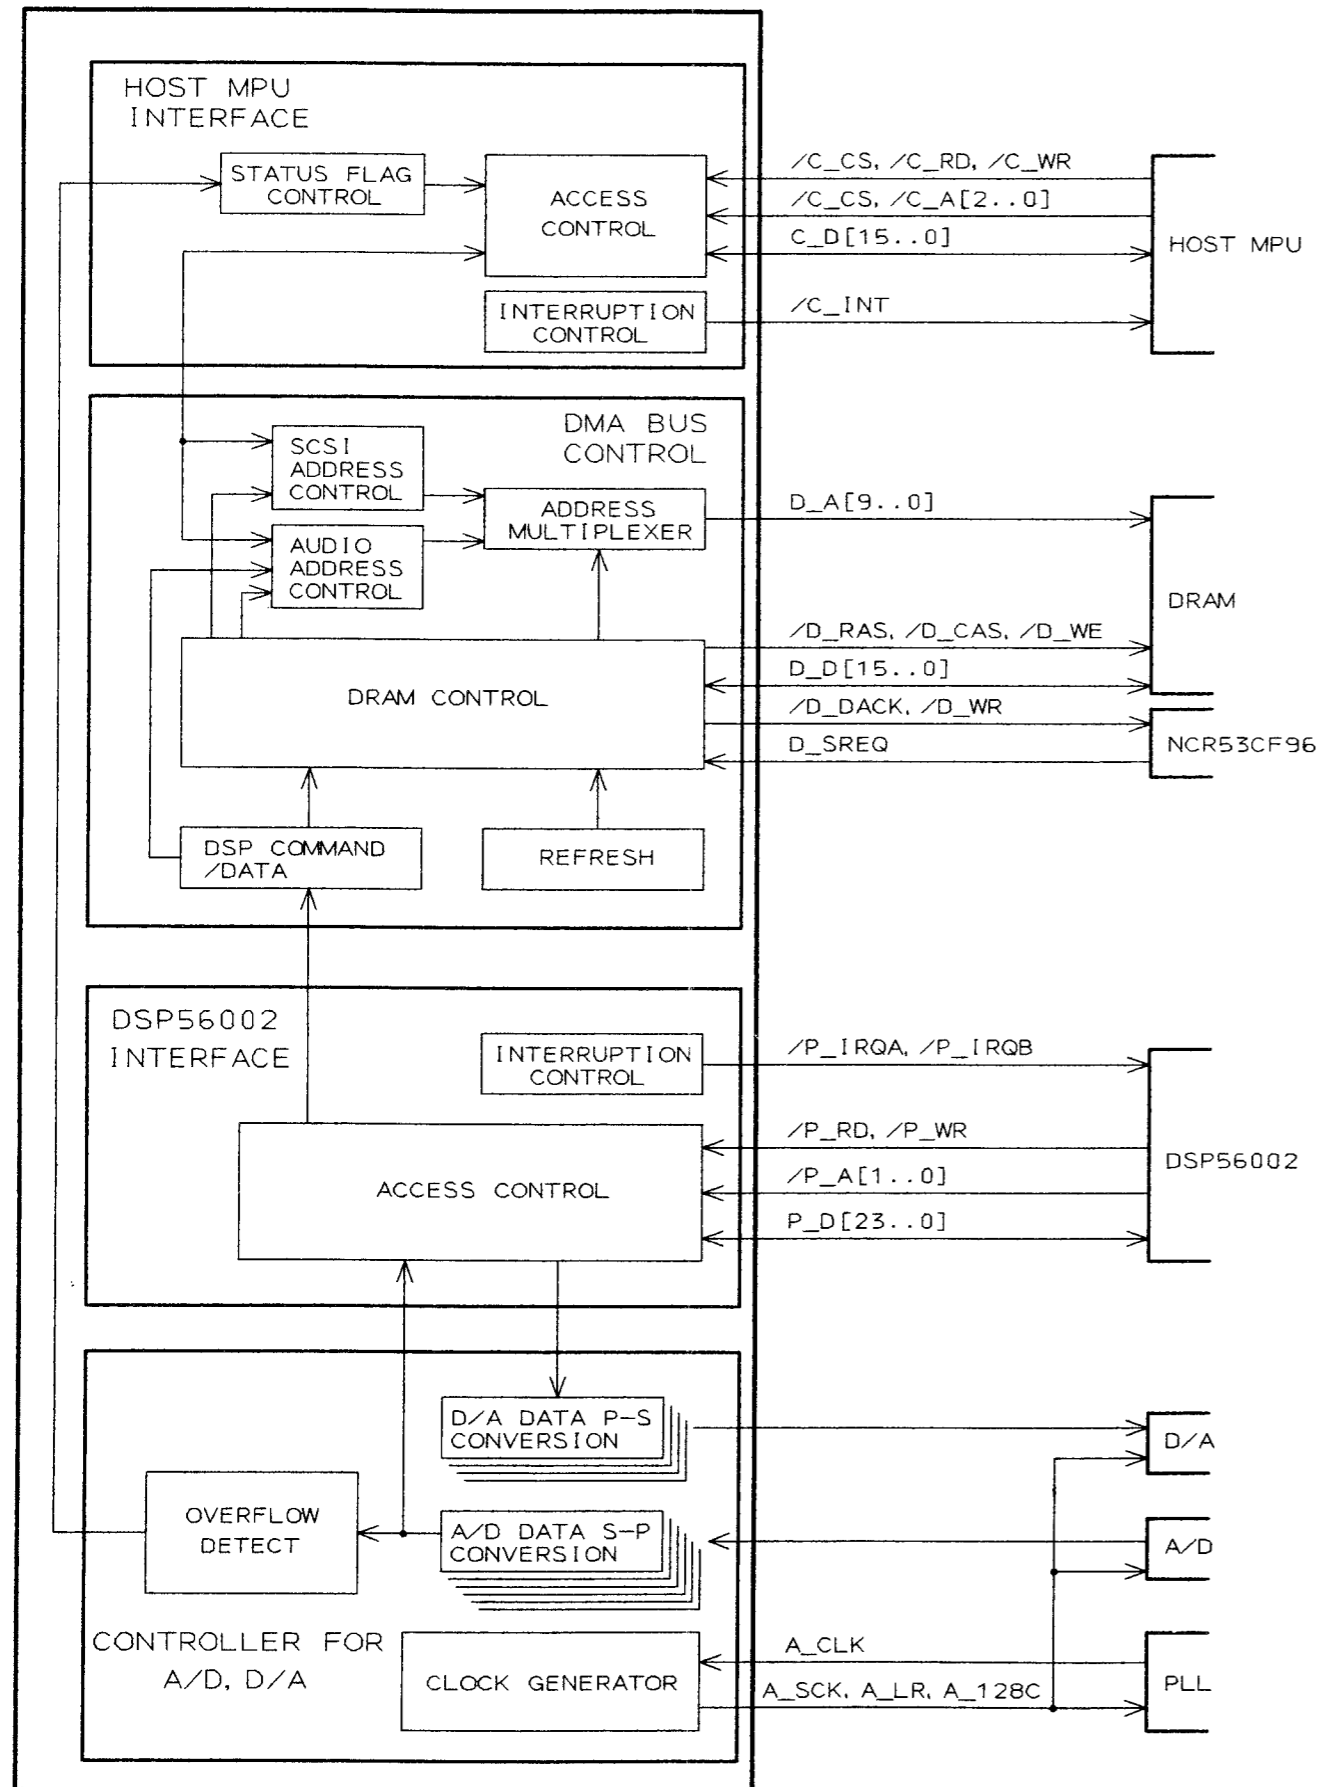 HOST MPU
INTERFACE
STATUS FLAG
CONTROL
ACCESS
CONTROL
/C_CS, /C_RD, /C_WR
/C_CS, /C_A[2..0]
C_D[15..0]
HOST MPU
INTERRUPTION
CONTROL
/C_INT
DMA BUS
CONTROL
SCSI
ADDRESS
CONTROL
ADDRESS
MULTIPLEXER
D_A[9..0]
AUDIO
ADDRESS
CONTROL
DRAM
/D_RAS, /D_CAS, /D_WE
D_D[15..0]
DRAM CONTROL
/D_DACK, /D_WR
D_SREQ
NCR53CF96
DSP COMMAND
/DATA
REFRESH
DSP56002
INTERFACE
INTERRUPTION
CONTROL
/P_IRQA, /P_IRQB
/P_RD, /P_WR
/P_A[1..0]
P_D[23..0]
DSP56002
ACCESS CONTROL
D/A DATA P-S
CONVERSION
D/A
OVERFLOW
DETECT
A/D DATA S-P
CONVERSION
A/D
CONTROLLER FOR
A/D, D/A
CLOCK GENERATOR
A_CLK
A_SCK, A_LR, A_128C
PLL